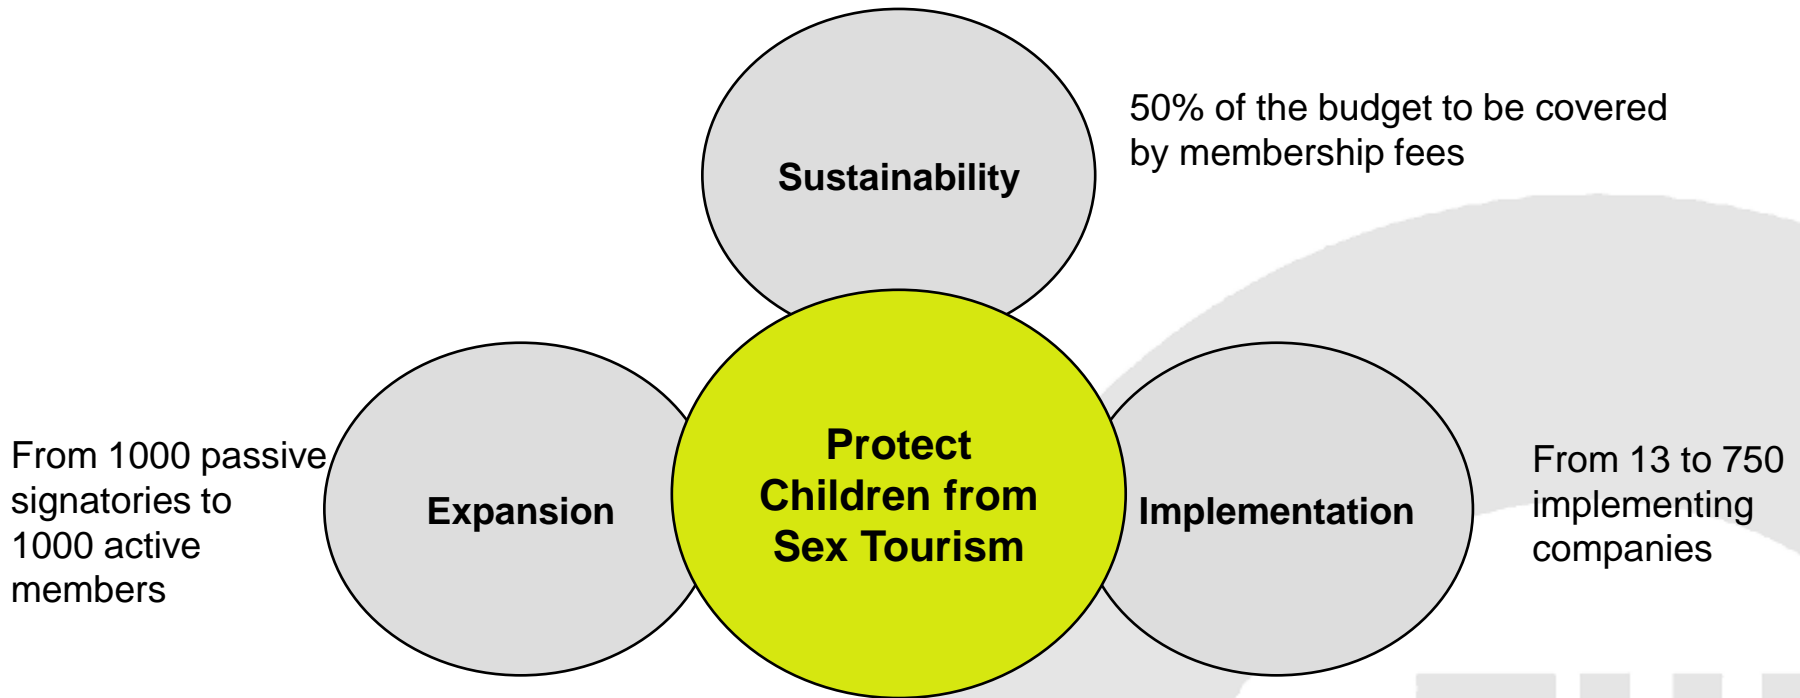 50% of the budget to be covered
by membership fees
Sustainability
From 1000 passive
signatories to
1000 active
members
Expansion
Protect
Children from
Sex Tourism
Implementation
From 13 to 750
implementing
companies